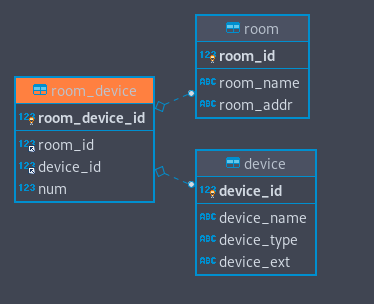 room
123 room_id
ABC room_name
ABC room_addr
room_device
123 room_device_id
123 room_id
123 device_id
123 num
device
123 device_id
ABC device_name
ABC device_type
ABC device_ext